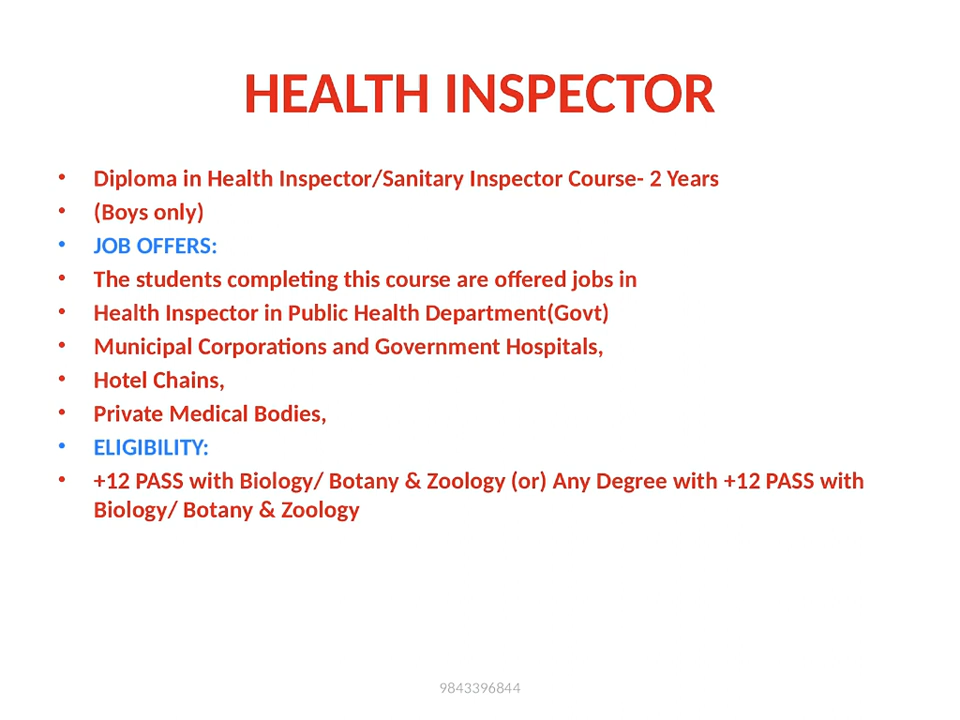 HEALTH INSPECTOR
• Diploma in Health Inspector/Sanitary Inspector Course- 2 Years
• (Boys only)
• JOB OFFERS:
• The students completing this course are offered jobs in
• Health Inspector in Public Health Department(Govt)
• Municipal Corporations and Government Hospitals,
• Hotel Chains,
• Private Medical Bodies,
• ELIGIBILITY:
• +12 PASS with Biology/ Botany & Zoology (or) Any Degree with +12 PASS with
Biology/ Botany & Zoology
9843396844